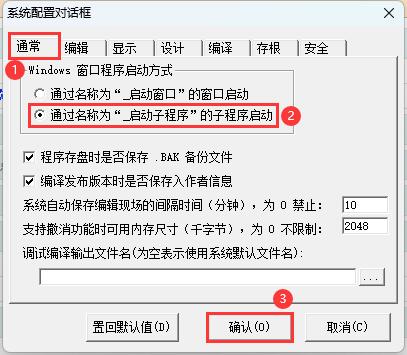 系统配置对话框
通常 编辑 显示 设计 编译 存根 安全
1
Windows 窗口程序启动方式
通过名称为“_启动窗口”的窗口启动
通过名称为“_启动子程序”的子程序启动
2
程序存盘时是否保存 .BAK 备份文件
编译发布版本时是否保存入作者信息
系统自动保存编辑现场的间隔时间(分钟)，为 0 禁止： 10
支持撤消功能时可用内存尺寸(千字节)，为 0 不限制： 2048
调试编译输出文件名(为空表示使用系统默认文件名)：
...
3
置回默认值(D) 确认(O) 取消(C)